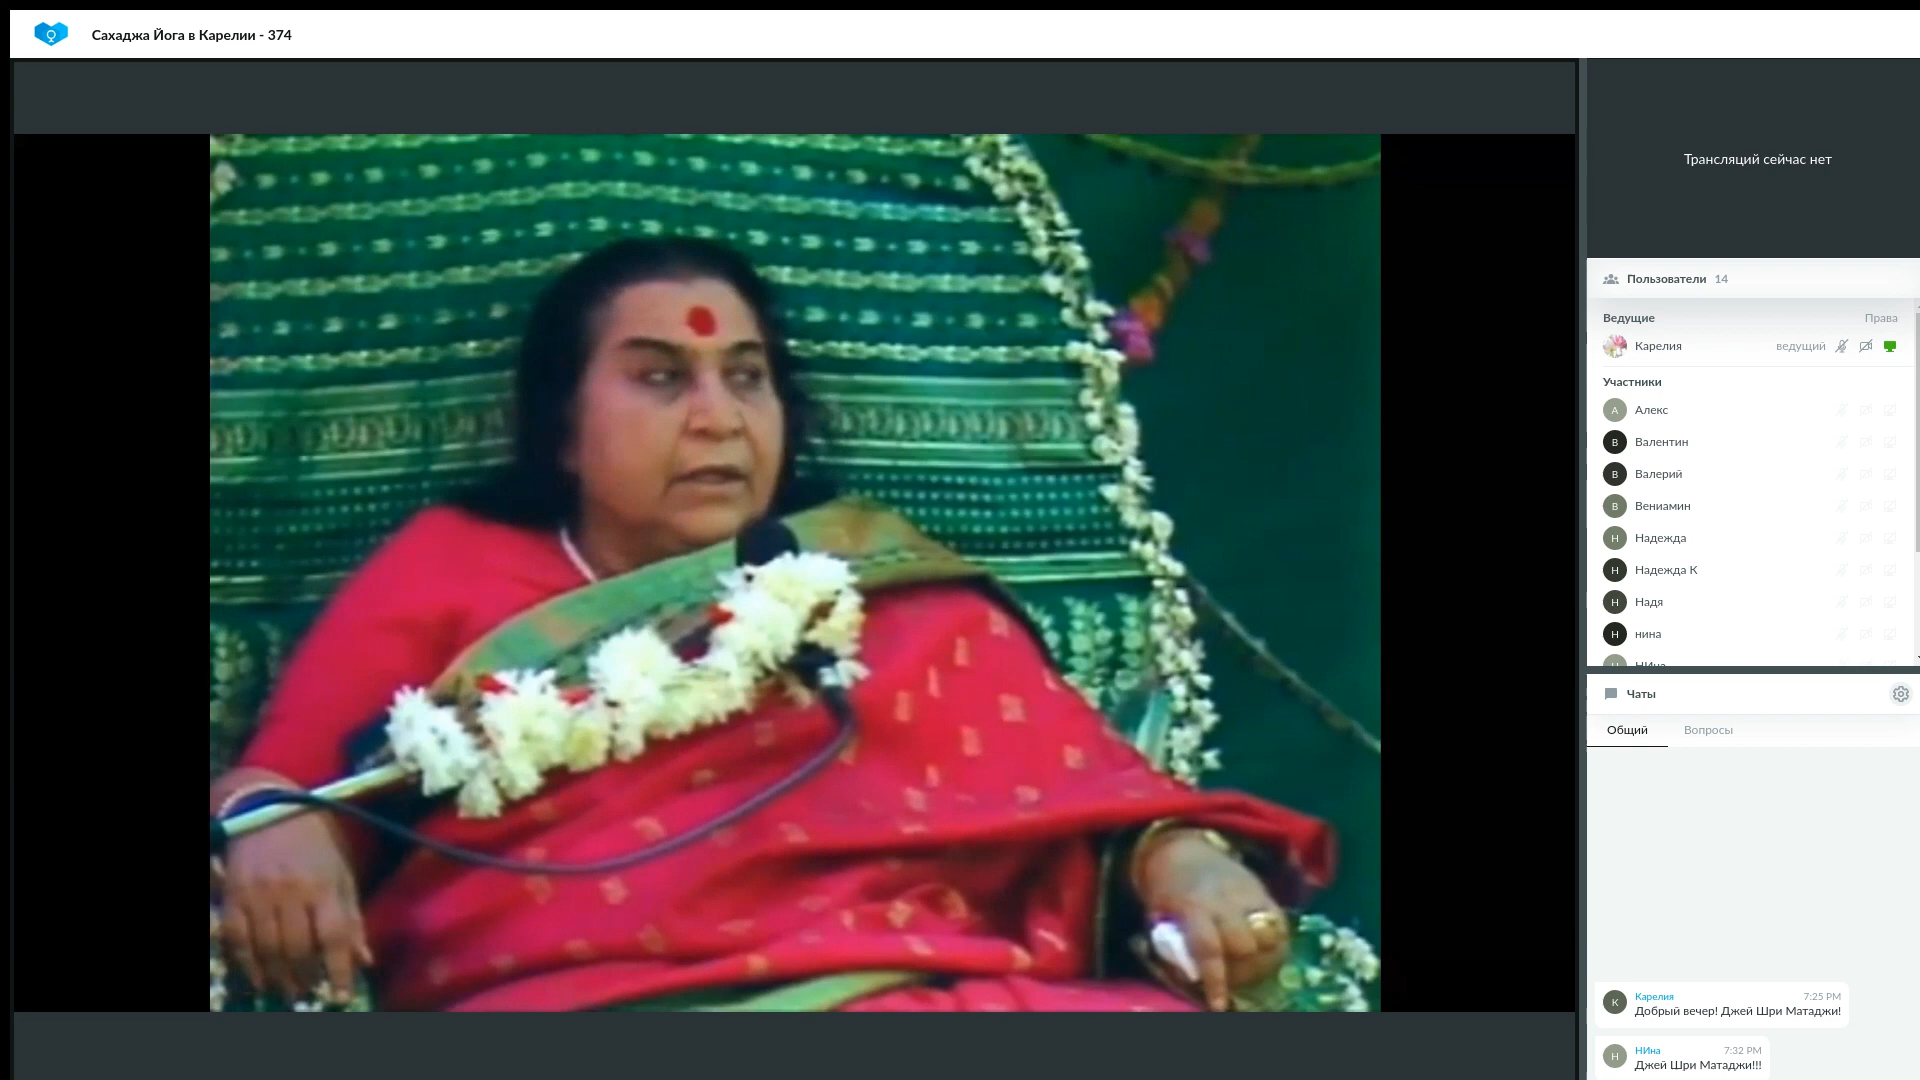 Сахаджа Йога в Карелии - 374
Трансляций сейчас нет
Пользователи 14
Ведущие Права
Карелия ведущий
Участники
А Алекс
В Валентин
В Валерий
В Вениамин
Н Надежда
Н Надежда К
Н Надя
Н нина
Н НИна
Чаты
Общий Вопросы
К Карелия 7:25 PM
Добрый вечер! Джей Шри Матаджи!
Н НИна 7:32 PM
Джей Шри Матаджи!!!